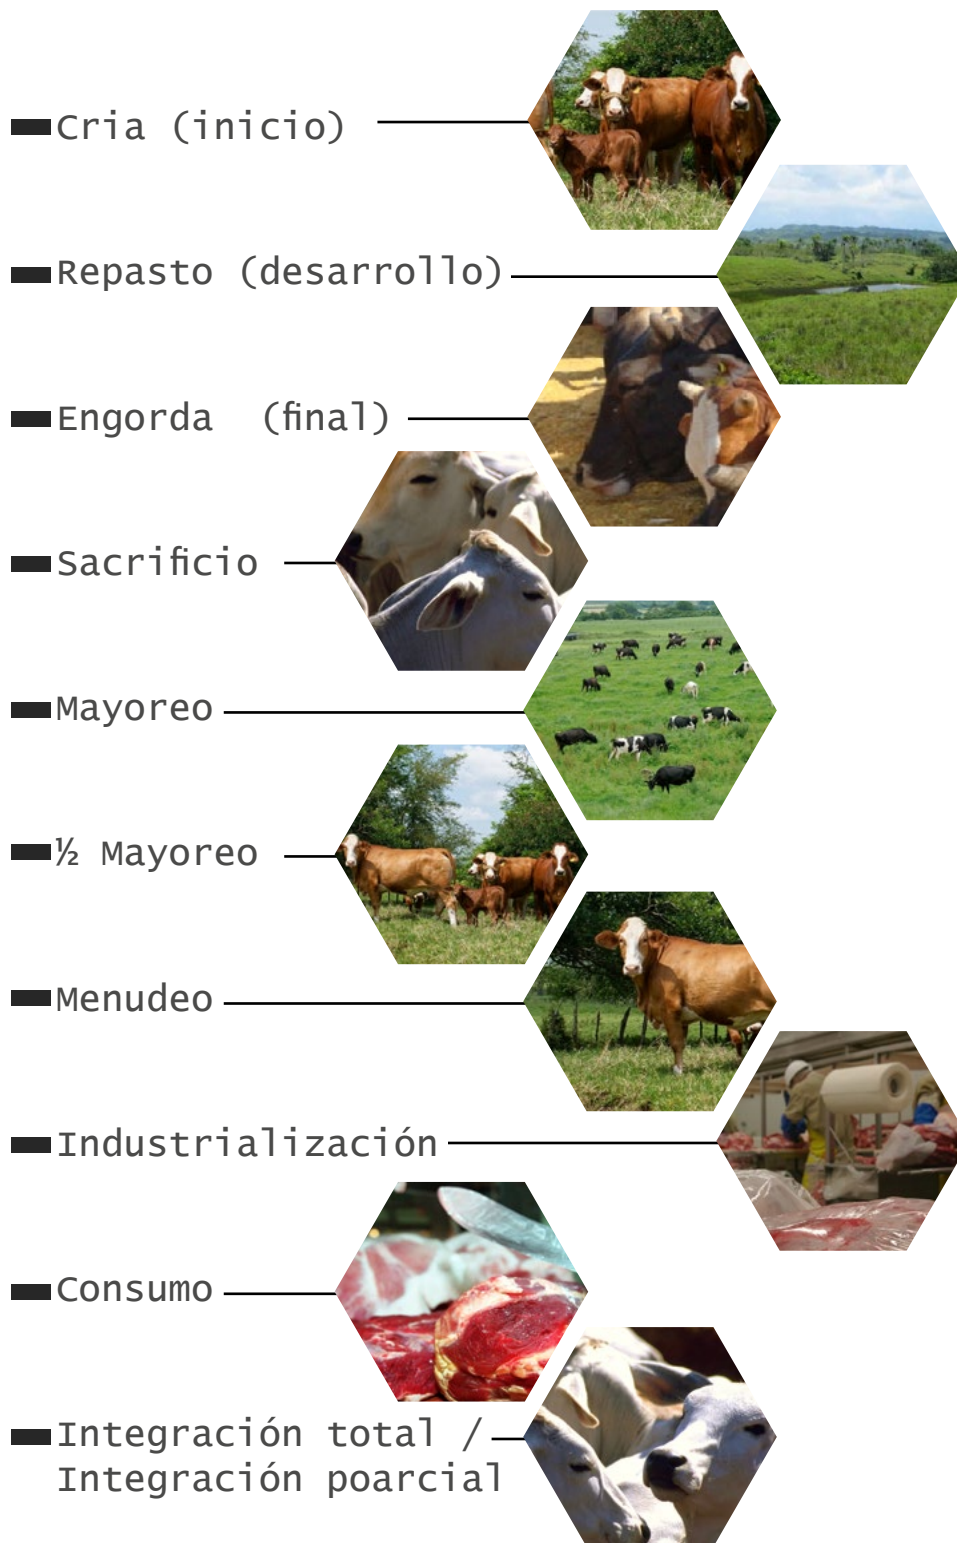 Cria (inicio)
Repasto (desarrollo)
Engorda (final)
Sacrificio
Mayoreo
½ Mayoreo
Menudeo
Industrialización
Consumo
Integración total /
Integración poarcial